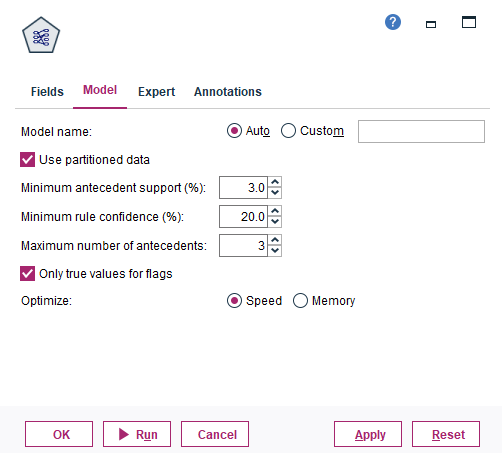 ?
Fields Model Expert Annotations
Model name: Auto Custom
Use partitioned data
Minimum antecedent support (%): 3.0
Minimum rule confidence (%): 20.0
Maximum number of antecedents: 3
Only true values for flags
Optimize: Speed Memory
OK Run Cancel Apply Reset